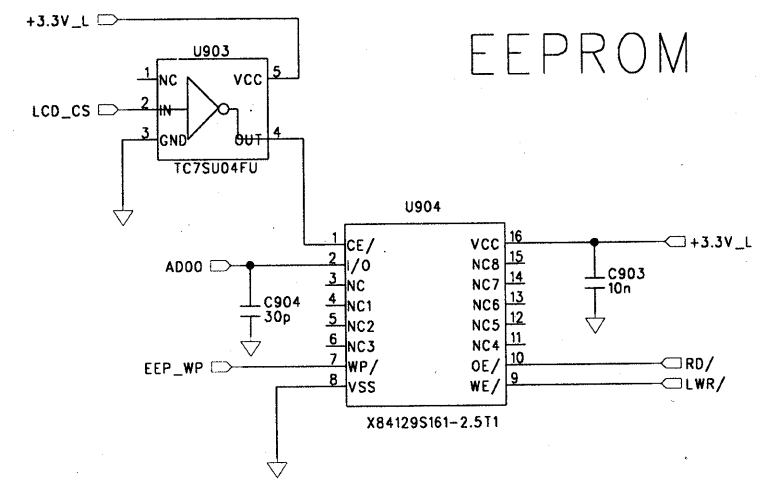 +3.3V_L
U903
EEPROM
1 NC VCC 5
LCD_CS 2 IN
3 GND OUT 4
TC7SU04FU
U904
1 CE/ VCC 16 +3.3V_L
AD00 2 I/O NC8 15
3 NC NC7 14
C903
10n
4 NC1 NC6 13
C904
30p
5 NC2 NC5 12
6 NC3 NC4 11
EEP_WP 7 WP/ OE/ 10 RD/
8 VSS WE/ 9 LWR/
X84129S161-2.5T1